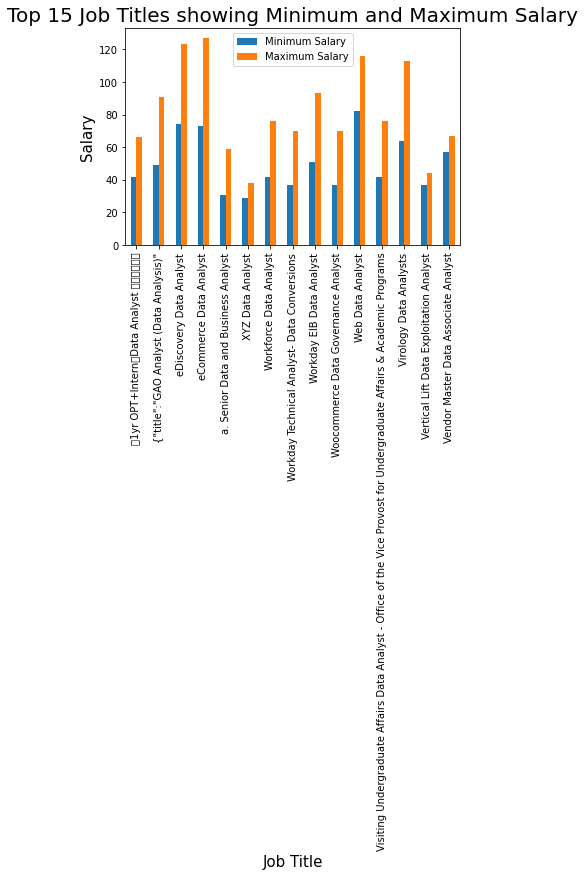 Top 15 Job Titles showing Minimum and Maximum Salary
Minimum Salary
Maximum Salary
Salary
120
100
80
60
40
20
0
1yr OPT+Intern Data Analyst
{"title":"GAO Analyst (Data Analysis)"
eDiscovery Data Analyst
eCommerce Data Analyst
a. Senior Data and Business Analyst
XYZ Data Analyst
Workforce Data Analyst
Workday Technical Analyst- Data Conversions
Workday EIB Data Analyst
Woocommerce Data Governance Analyst
Web Data Analyst
Visiting Undergraduate Affairs Data Analyst - Office of the Vice Provost for Undergraduate Affairs & Academic Programs
Virology Data Analysts
Vertical Lift Data Exploitation Analyst
Vendor Master Data Associate Analyst
Job Title